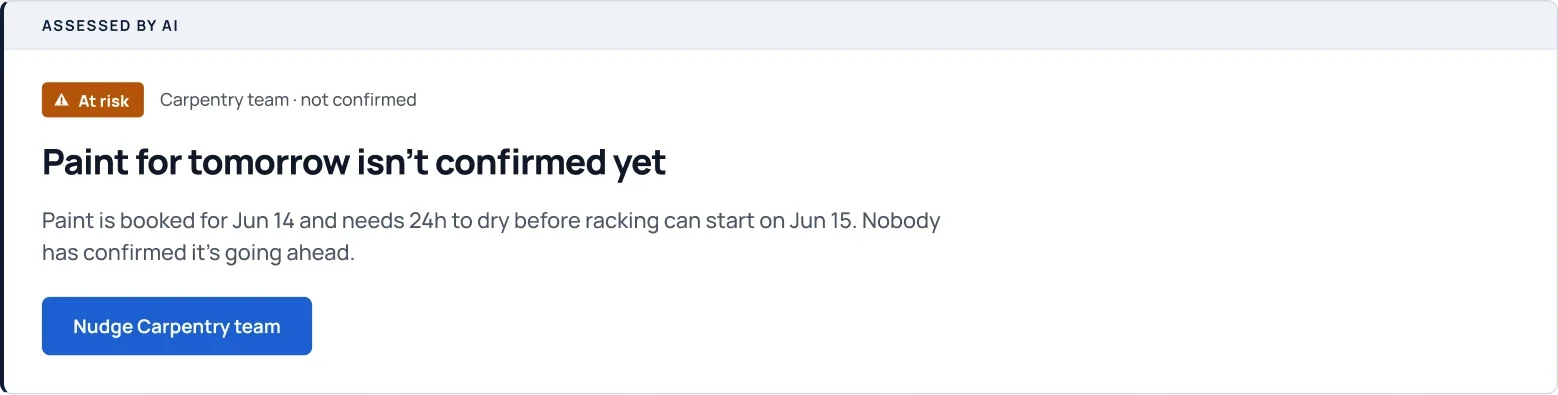 ASSESSED BY AI
At risk Carpentry team · not confirmed
Paint for tomorrow isn’t confirmed yet
Paint is booked for Jun 14 and needs 24h to dry before racking can start on Jun 15. Nobody
has confirmed it’s going ahead.
Nudge Carpentry team